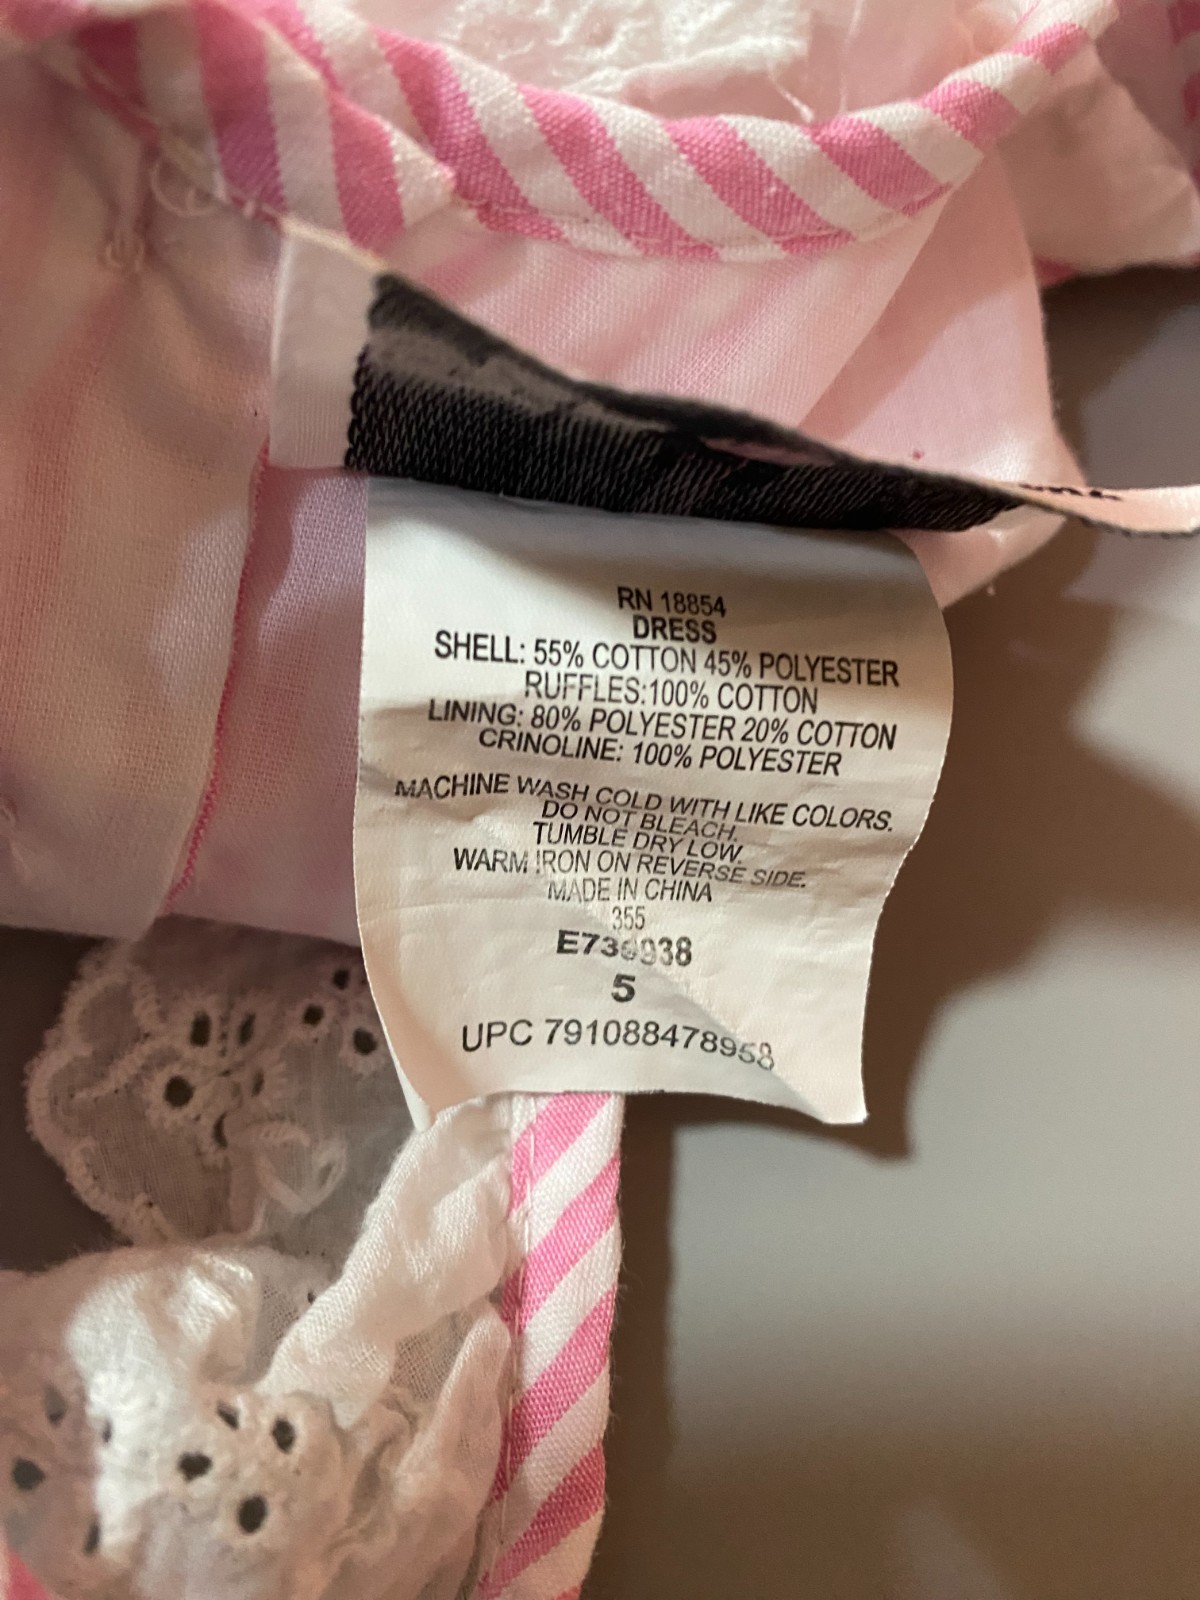 RN 18854
DRESS
SHELL: 55% COTTON 45% POLYESTER
RUFFLES:100% COTTON
LINING: 80% POLYESTER 20% COTTON
CRINOLINE: 100% POLYESTER
MACHINE WASH COLD WITH LIKE COLORS.
DO NOT BLEACH.
TUMBLE DRY LOW.
WARM IRON ON REVERSE SIDE.
MADE IN CHINA
355
5
UPC 791088478958